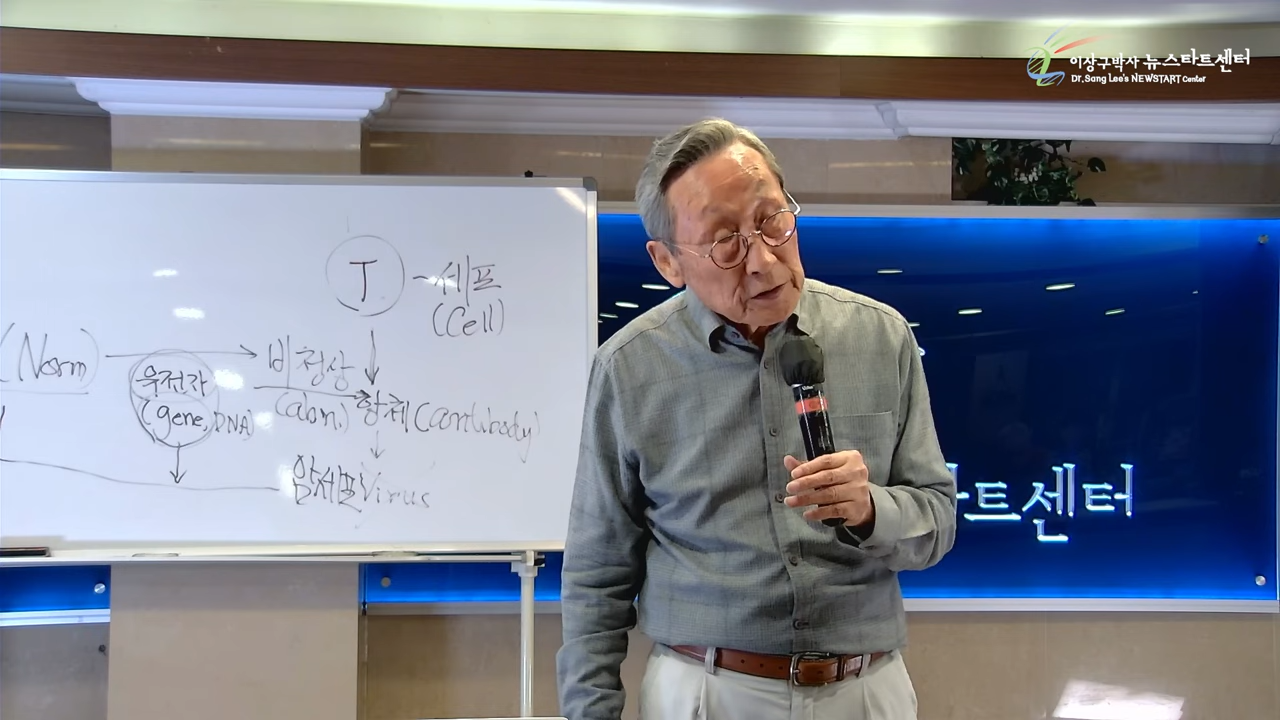 이상구박사 뉴스타트센터
Dr. Sang Lee's NEWSTART Center
T - 세포
(Cell)
(Norm)
유전자
(gene, DNA)
비정상
(abn.)
항체 (antibody)
암세포 Virus
타트센터